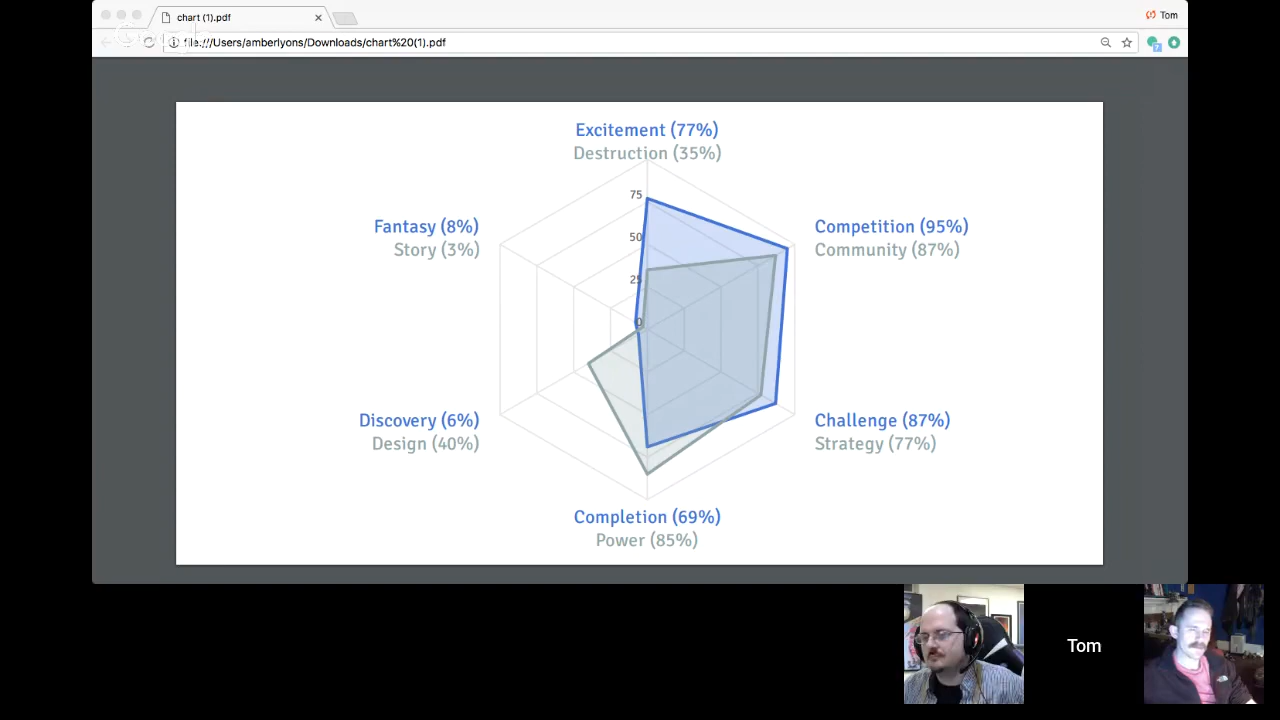 chart (1).pdf
Tom
file:///Users/amberlyons/Downloads/chart%20(1).pdf
Google
7
Excitement (77%)
Destruction (35%)
75
Fantasy (8%)
Story (3%)
Competition (95%)
Community (87%)
50
25
0
Discovery (6%)
Design (40%)
Challenge (87%)
Strategy (77%)
Completion (69%)
Power (85%)
Tom